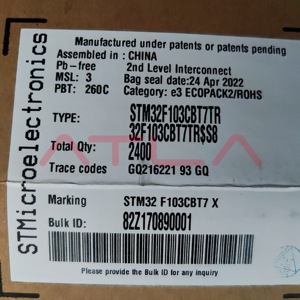 Manufactured under patents or patents pending
Assembled in : CHINA
Pb-free 2nd Level Interconnect
MSL: 3 Bag seal date:24 Apr 2022
PBT: 260C Category: e3 ECOPACK2/ROHS
TYPE: STM32F103CBT7TR
32F103CBT7TR$S8
Total Qty: 2400
Trace codes GQ216221 93 GQ
Marking STM32 F103CBT7 X
Bulk ID: 82Z170890001
Please provide the Bulk ID for any inquiry
STMicroelectronics
ATLA